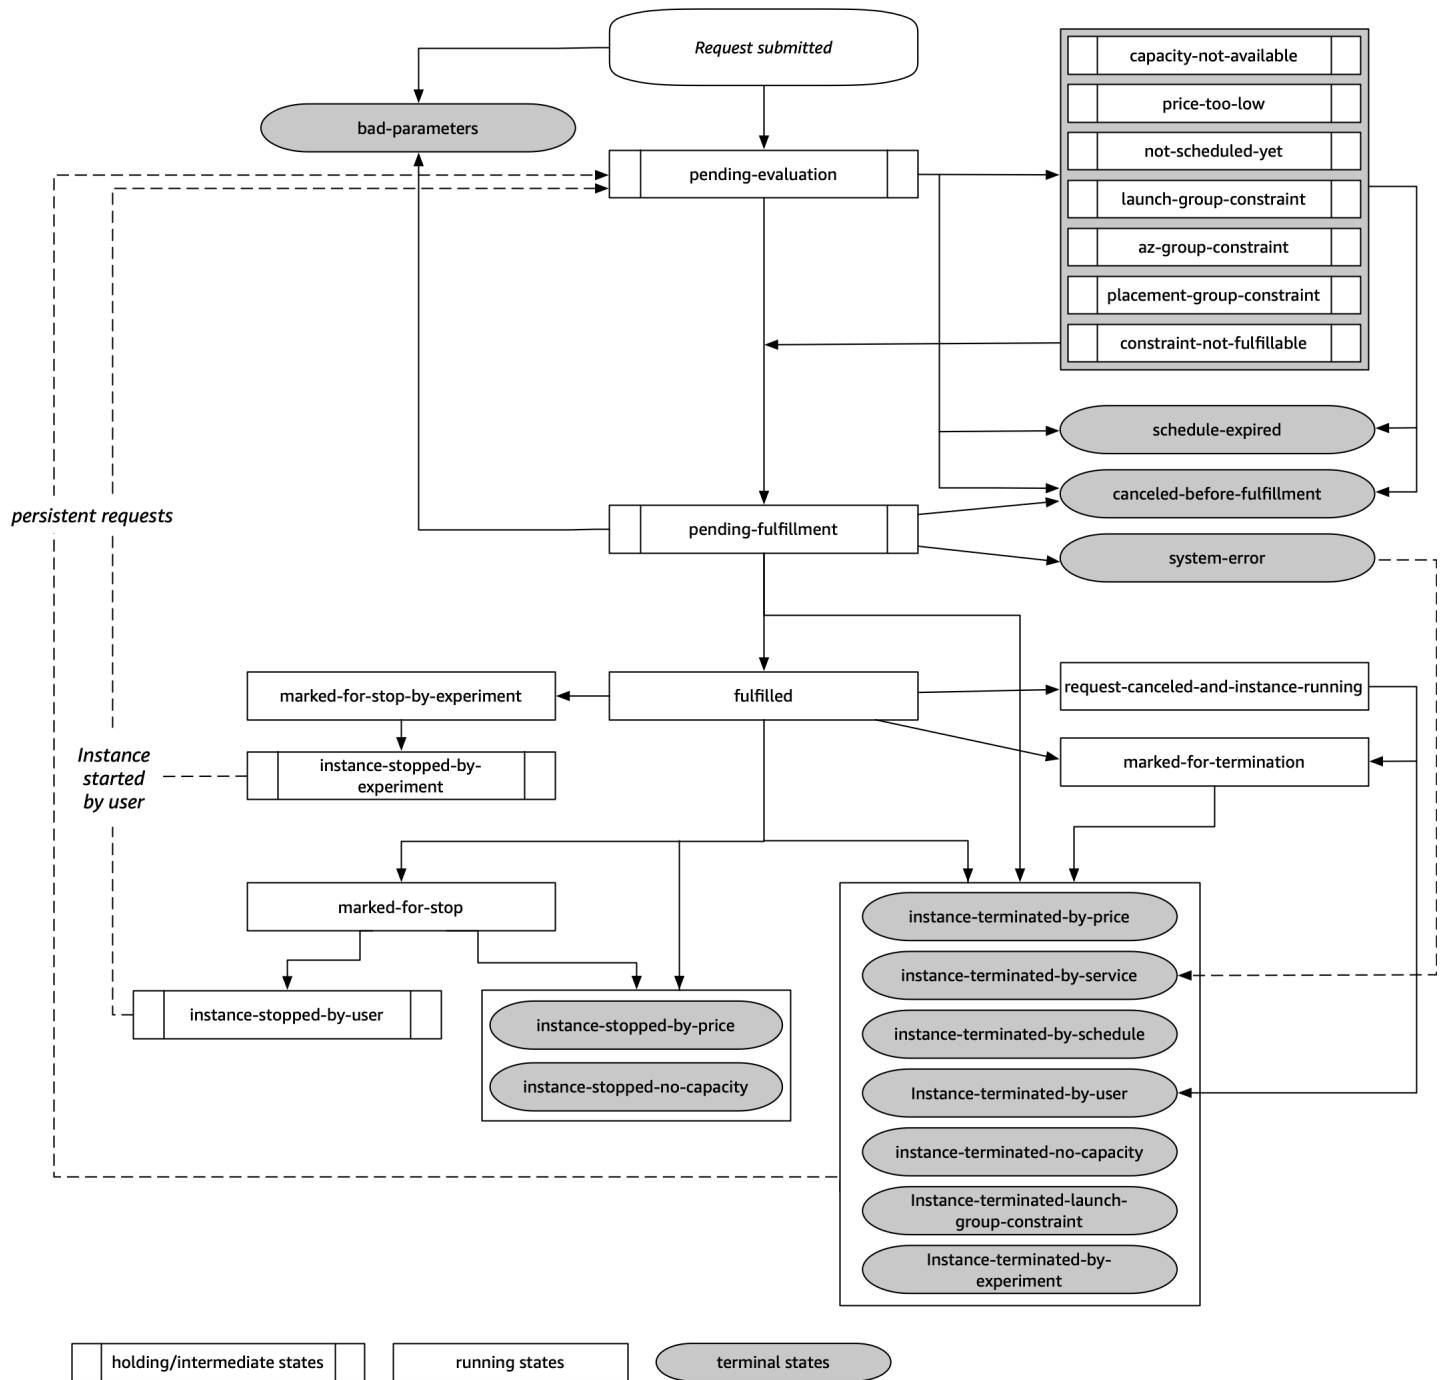 Request submitted
bad-parameters
pending-evaluation
capacity-not-available
price-too-low
not-scheduled-yet
launch-group-constraint
az-group-constraint
placement-group-constraint
constraint-not-fulfillable
schedule-expired
canceled-before-fulfillment
system-error
persistent requests
pending-fulfillment
marked-for-stop-by-experiment
fulfilled
request-canceled-and-instance-running
marked-for-termination
Instance
started
by user
instance-stopped-by-
experiment
marked-for-stop
instance-stopped-by-user
instance-stopped-by-price
instance-stopped-no-capacity
instance-terminated-by-price
instance-terminated-by-service
instance-terminated-by-schedule
Instance-terminated-by-user
instance-terminated-no-capacity
Instance-terminated-launch-
group-constraint
Instance-terminated-by-
experiment
holding/intermediate states
running states
terminal states